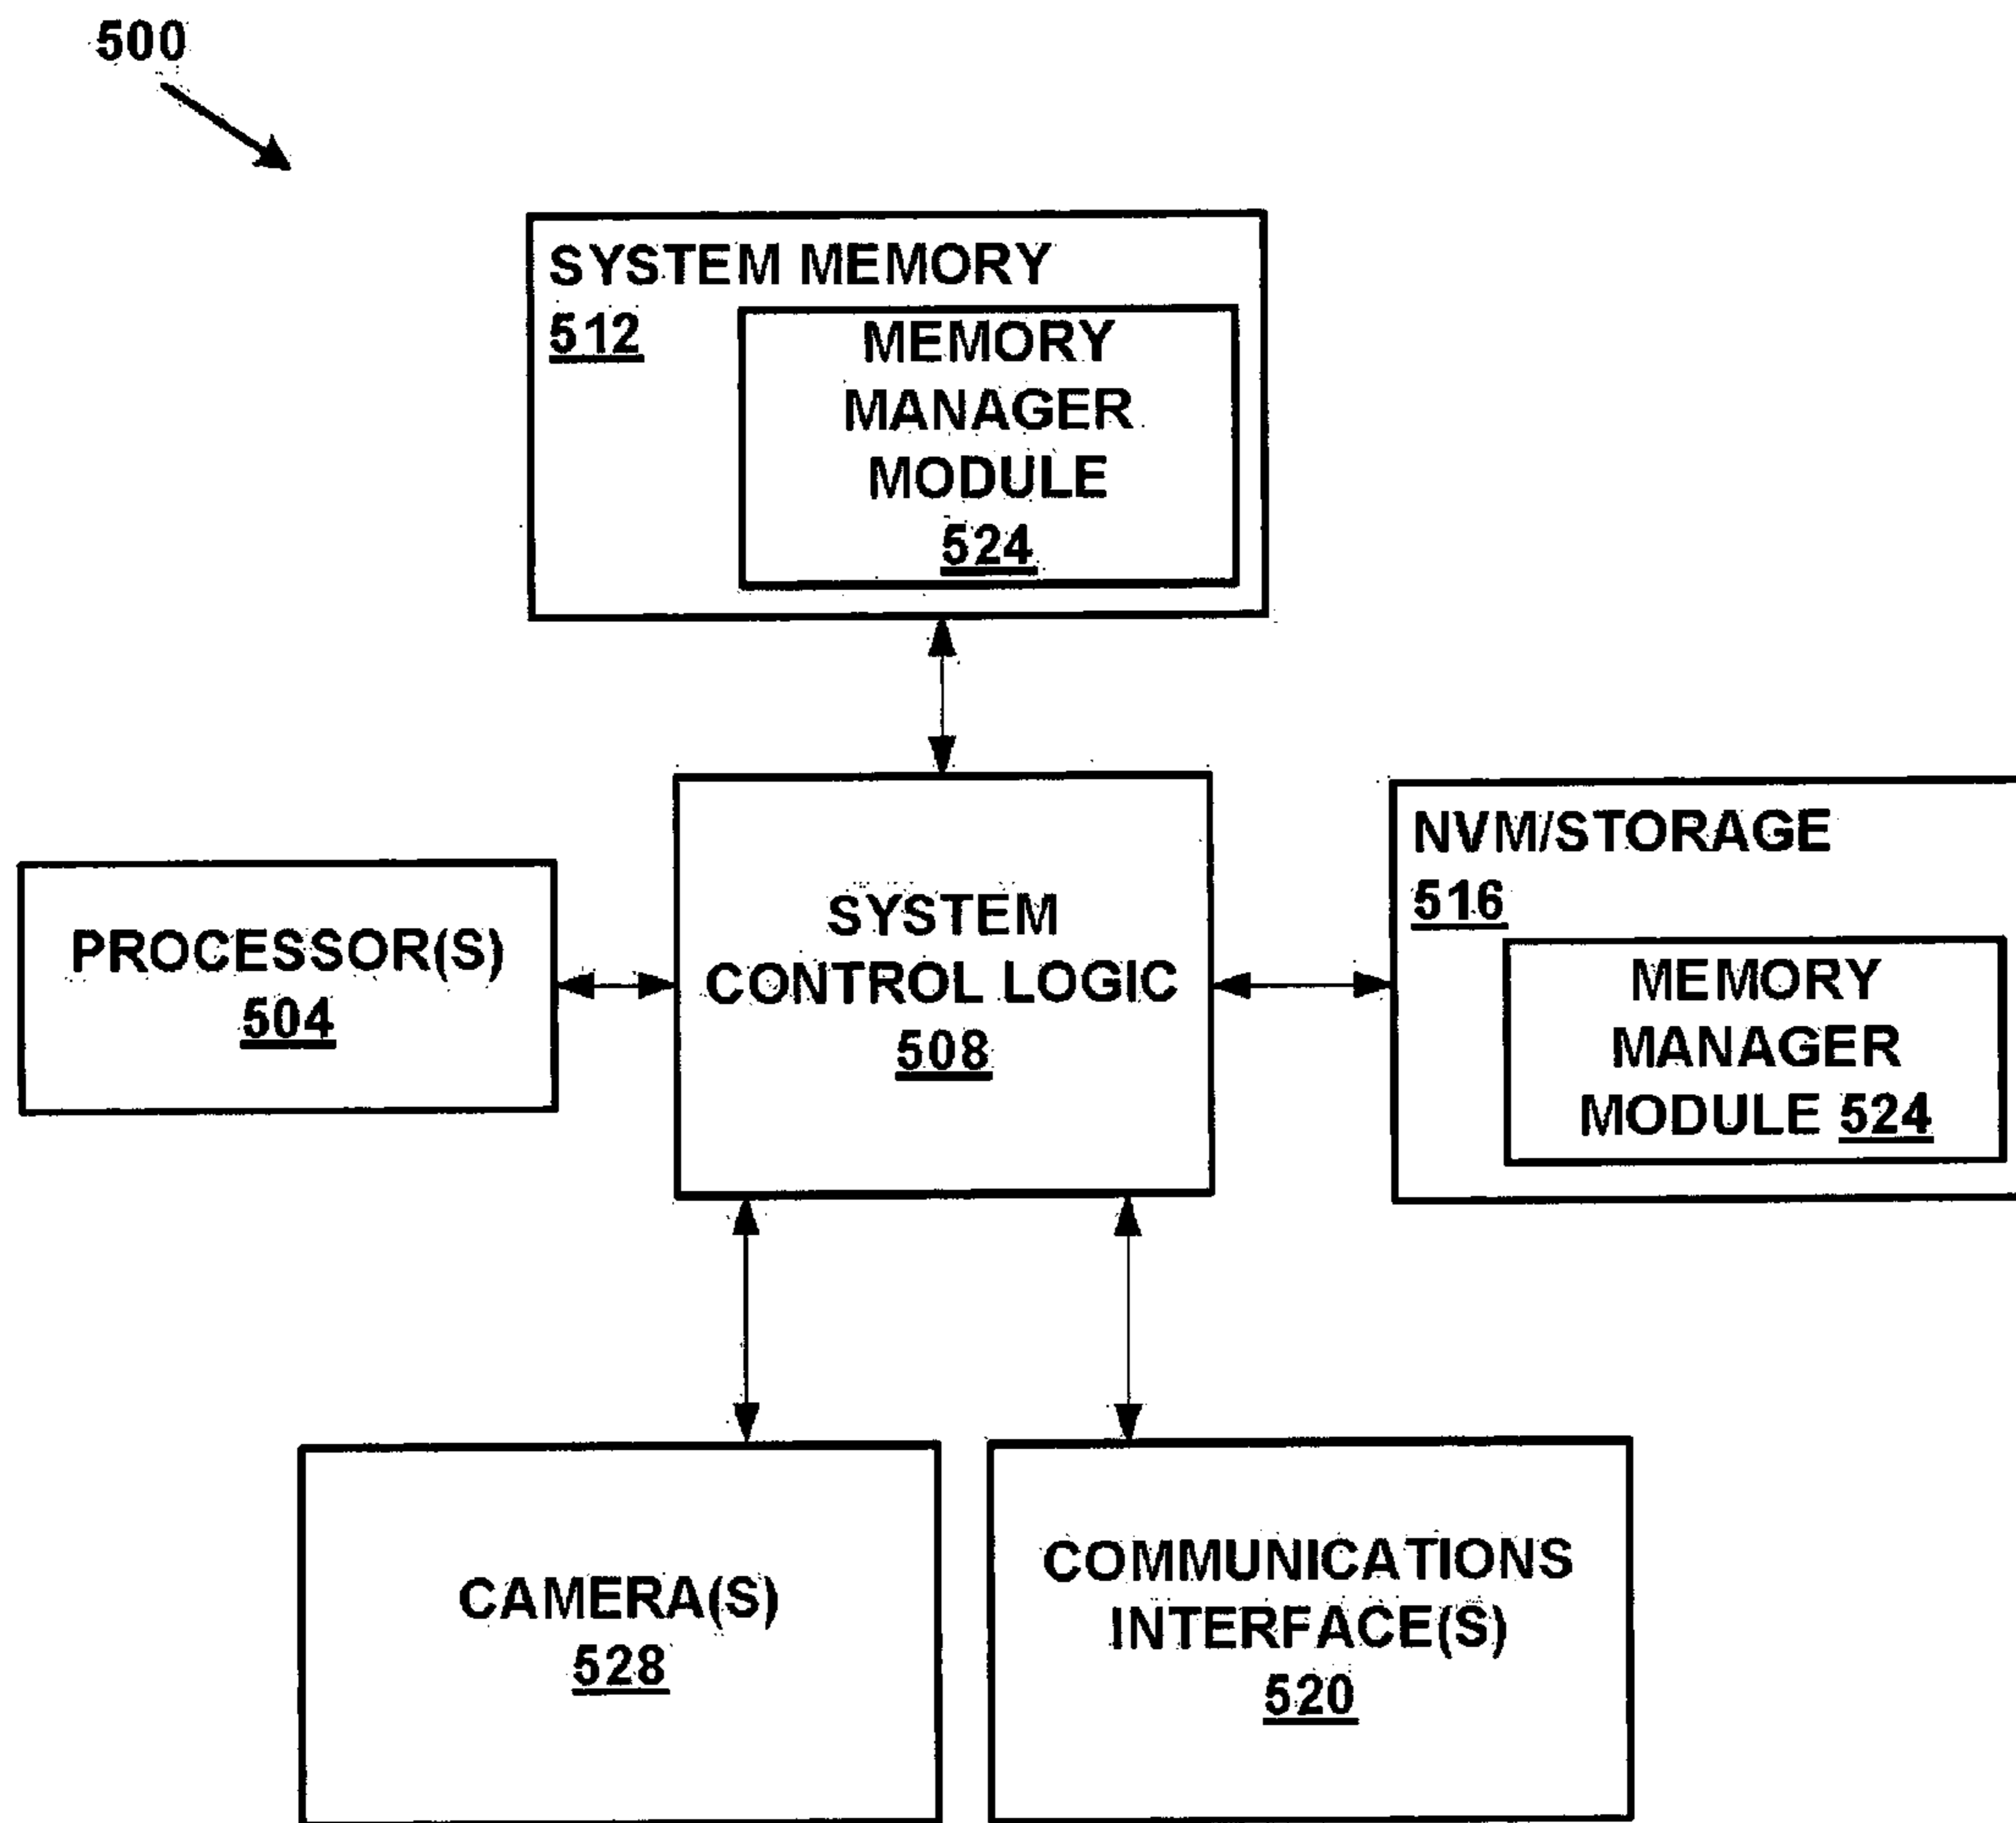 500
SYSTEM MEMORY
512
MEMORY
MANAGER
MODULE
524
PROCESSOR(S)
504
SYSTEM
CONTROL LOGIC
508
NVM/STORAGE
516
MEMORY
MANAGER
MODULE 524
CAMERA(S)
528
COMMUNICATIONS
INTERFACE(S)
520